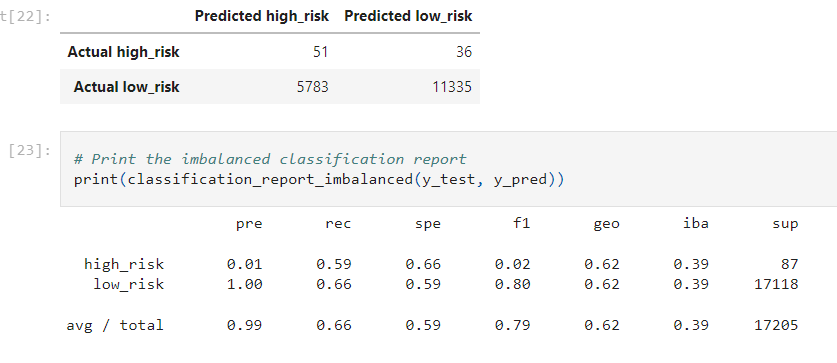 t[22]:
Predicted high_risk Predicted low_risk
Actual high_risk 51 36
Actual low_risk 5783 11335
[23]:
# Print the imbalanced classification report
print(classification_report_imbalanced(y_test, y_pred))
pre rec spe f1 geo iba sup
high_risk 0.01 0.59 0.66 0.02 0.62 0.39 87
low_risk 1.00 0.66 0.59 0.80 0.62 0.39 17118
avg / total 0.99 0.66 0.59 0.79 0.62 0.39 17205